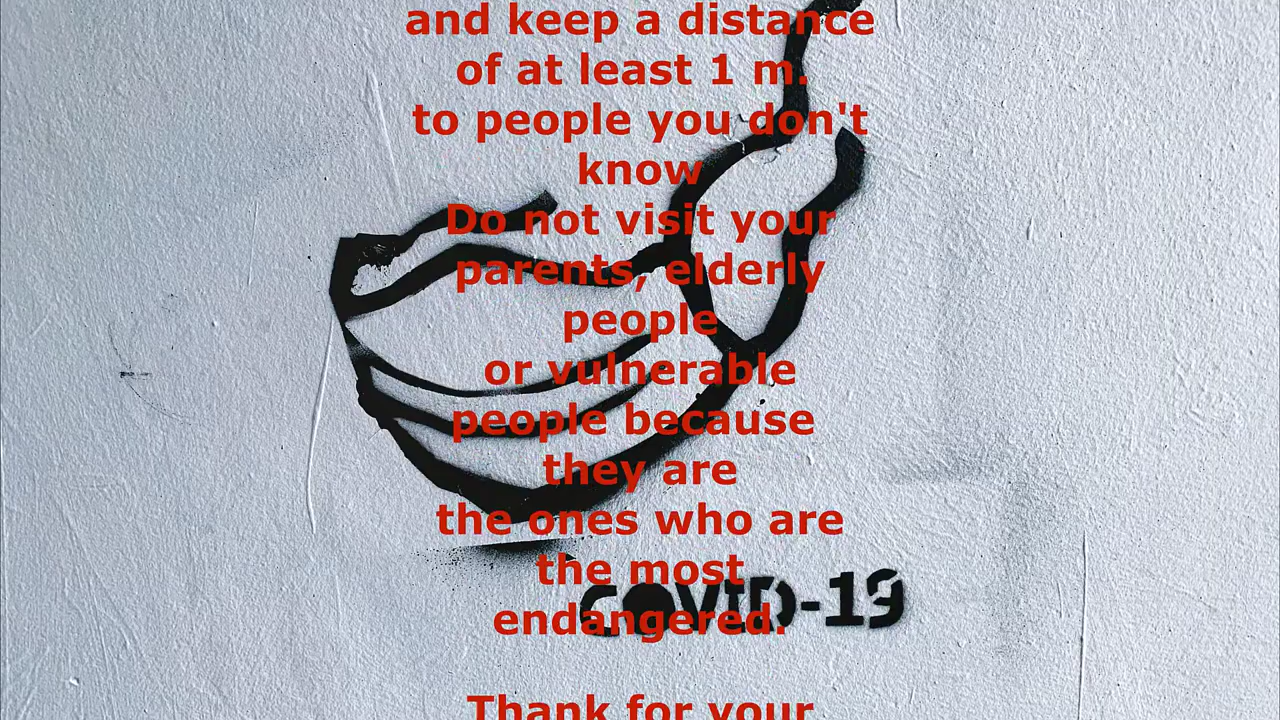 and keep a distance
of at least 1 m.
to people you don't
know
Do not visit your
parents, elderly
people
or vulnerable
people because
they are
the ones who are
the most
COVID-19
endangered.
Thank for your